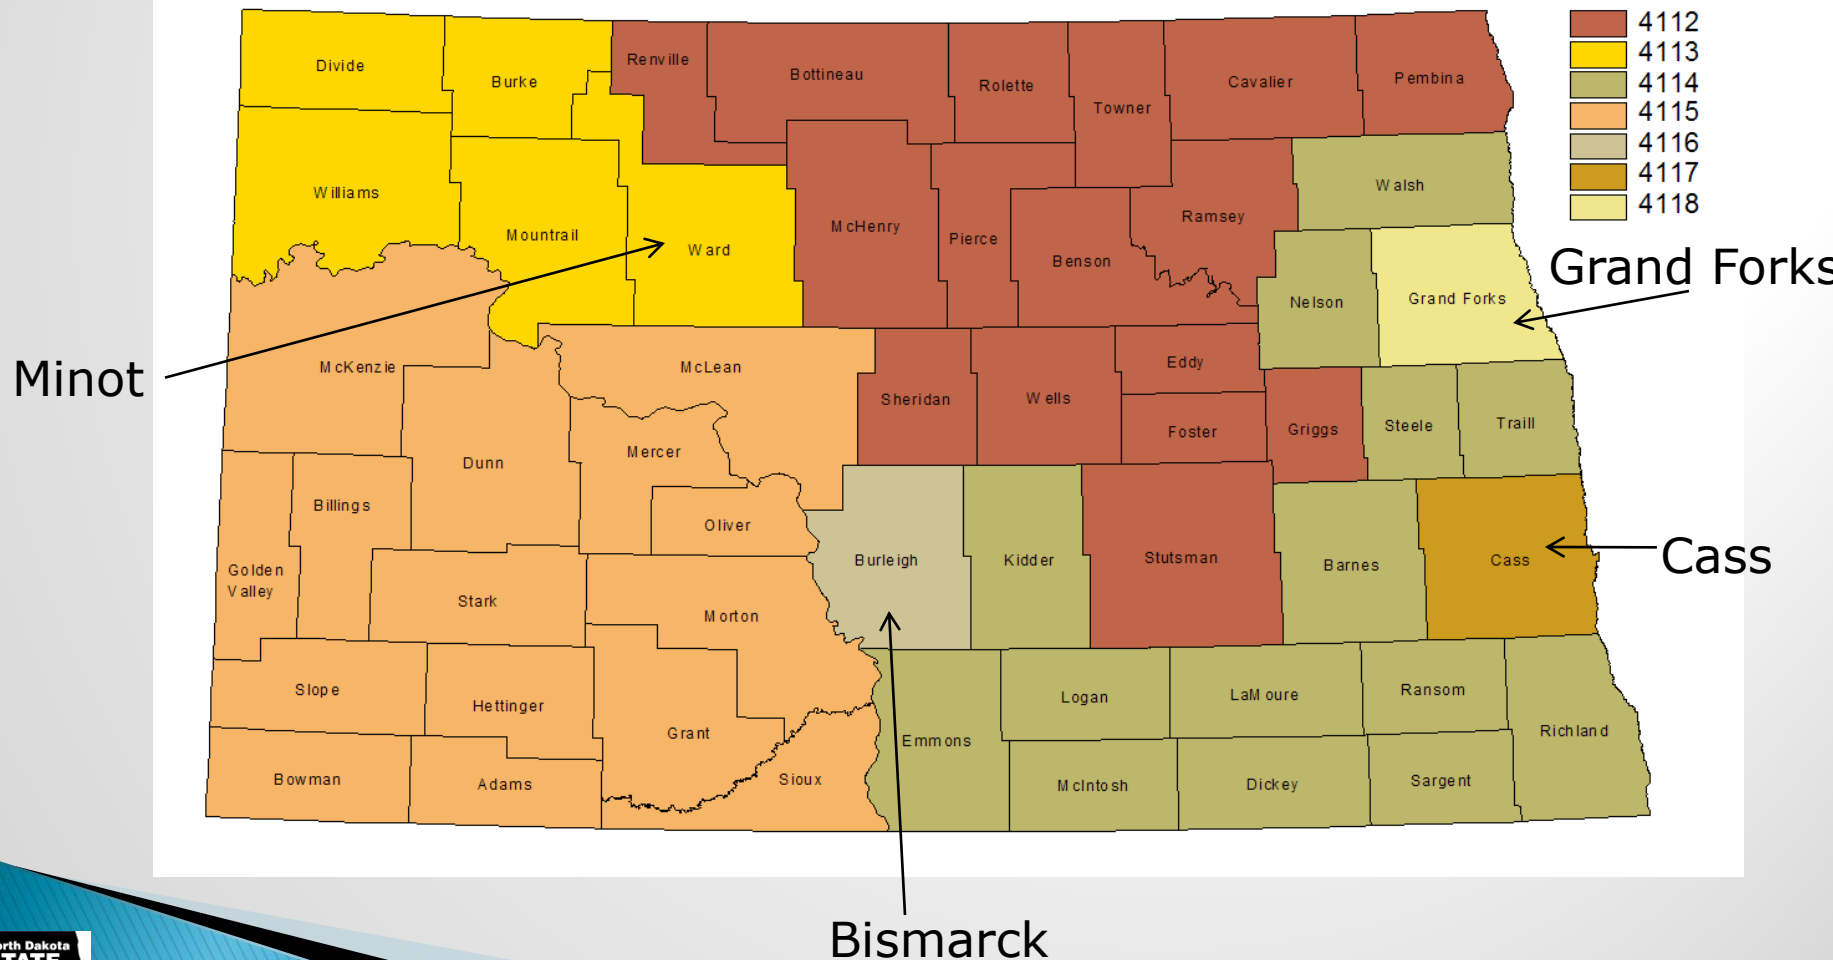 4112
4113
4114
4115
4116
4117
4118
Divide
Burke
Renville
Bottineau
Rolette
Towner
Cavalier
Pembina
Williams
Mountrail
Ward
McHenry
Pierce
Benson
Ramsey
Walsh
Nelson
Grand Forks
Grand Forks
Minot
McKenzie
McLean
Sheridan
Wells
Eddy
Foster
Griggs
Steele
Traill
Dunn
Mercer
Billings
Oliver
Golden
Valley
Stark
Morton
Burleigh
Kidder
Stutsman
Barnes
Cass
Cass
Slope
Hettinger
Grant
Sioux
Emmons
Logan
LaMoure
Ransom
Richland
Bowman
Adams
McIntosh
Dickey
Sargent
Bismarck
orth Dakota
TATE